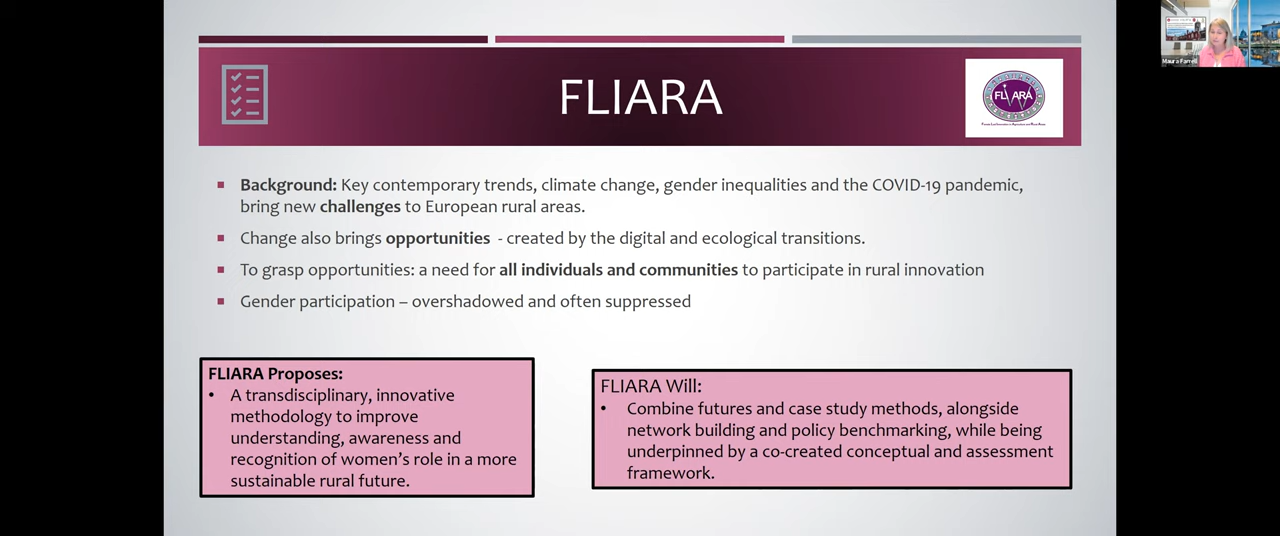 FLIARA
FLIARA
Maura Farrell
Background: Key contemporary trends, climate change, gender inequalities and the COVID-19 pandemic,
bring new challenges to European rural areas.
Change also brings opportunities - created by the digital and ecological transitions.
To grasp opportunities: a need for all individuals and communities to participate in rural innovation
Gender participation – overshadowed and often suppressed
FLIARA Proposes:
• A transdisciplinary, innovative
methodology to improve
understanding, awareness and
recognition of women's role in a more
sustainable rural future.
FLIARA Will:
• Combine futures and case study methods, alongside
network building and policy benchmarking, while being
underpinned by a co-created conceptual and assessment
framework.